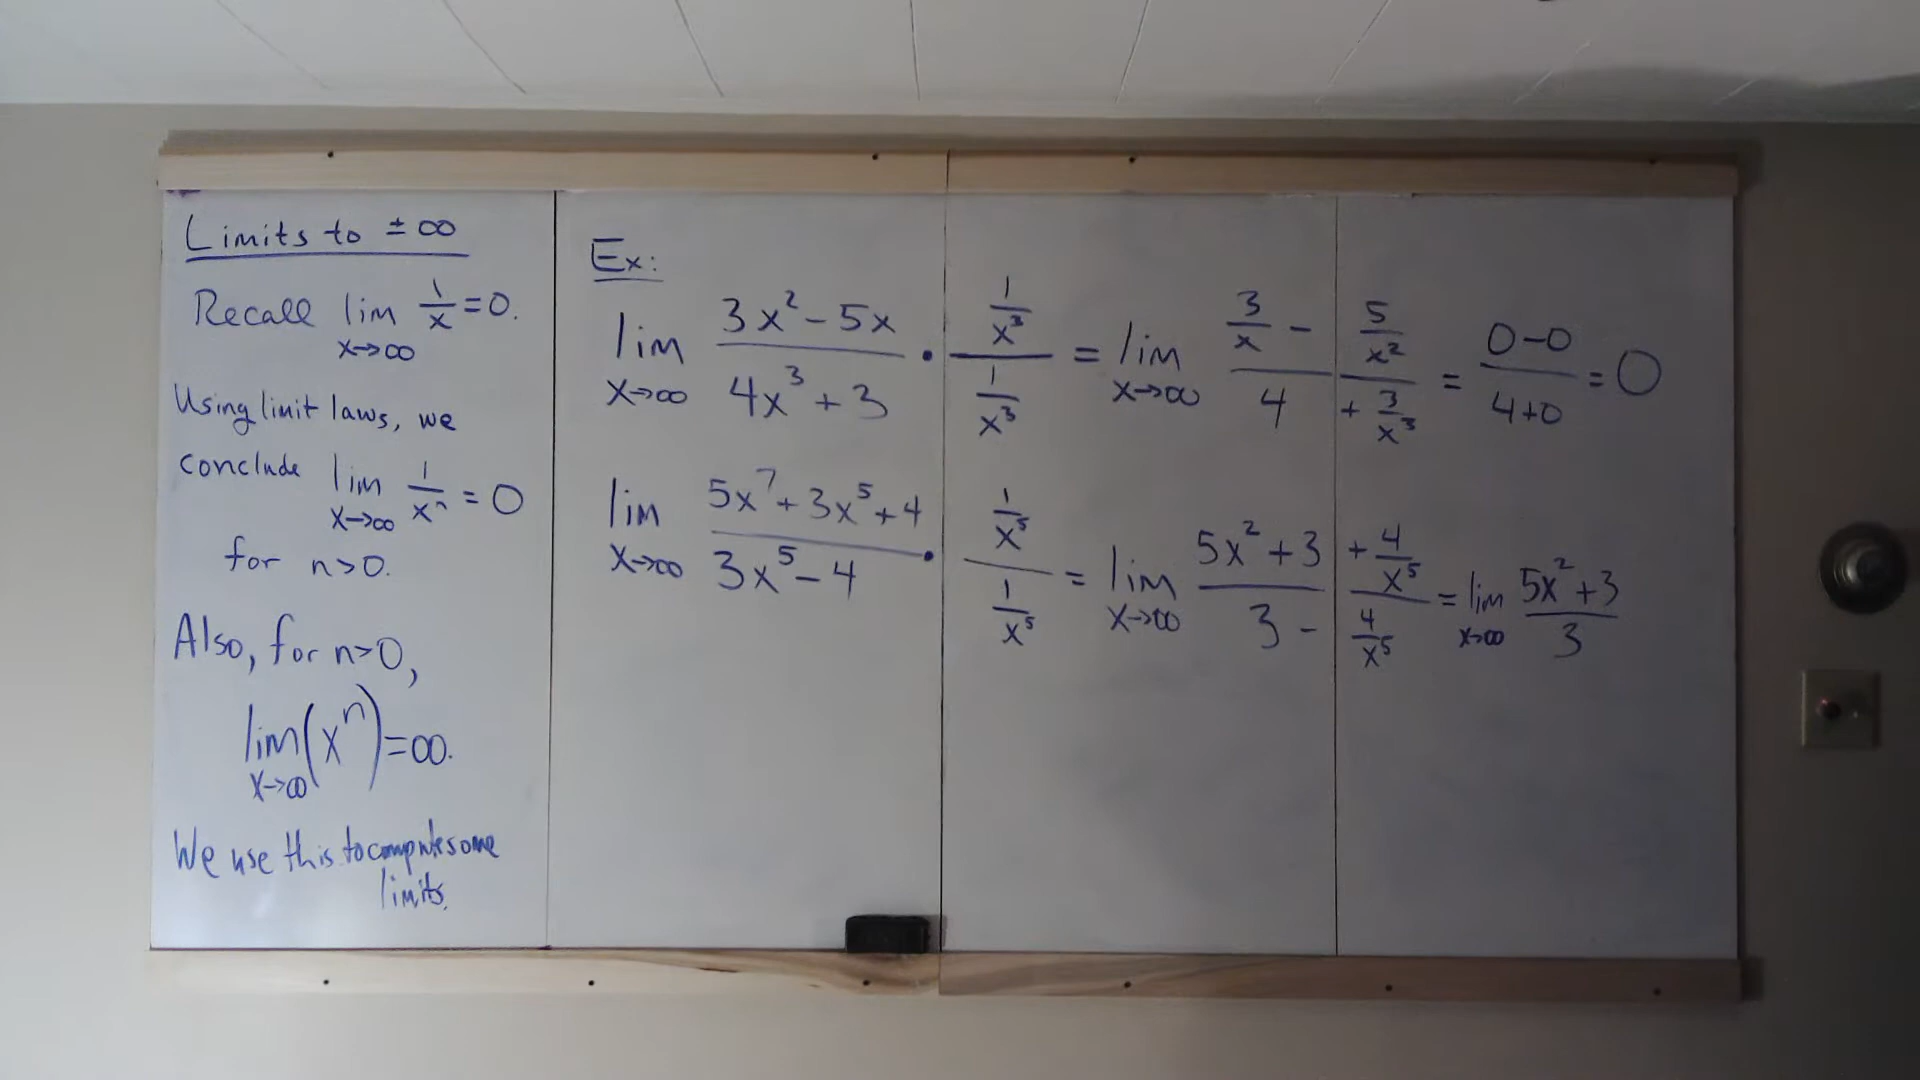 Limits to ± ∞
Recall lim x→∞ 1/x = 0.
Using limit laws, we
conclude lim x→∞ 1/xⁿ = 0
for n>0.
Also, for n>0,
lim x→∞ (xⁿ) = ∞.
We use this to compute some
limits.
Ex:
lim x→∞ (3x² - 5x)/(4x³ + 3) · (1/x³)/(1/x³) = lim x→∞ (3/x - 5/x²)/(4 + 3/x³) = (0-0)/(4+0) = 0
lim x→∞ (5x⁷ + 3x⁵ + 4)/(3x⁵ - 4) · (1/x⁵)/(1/x⁵) = lim x→∞ (5x² + 3 + 4/x⁵)/(3 - 4/x⁵) = lim x→∞ (5x² + 3)/3